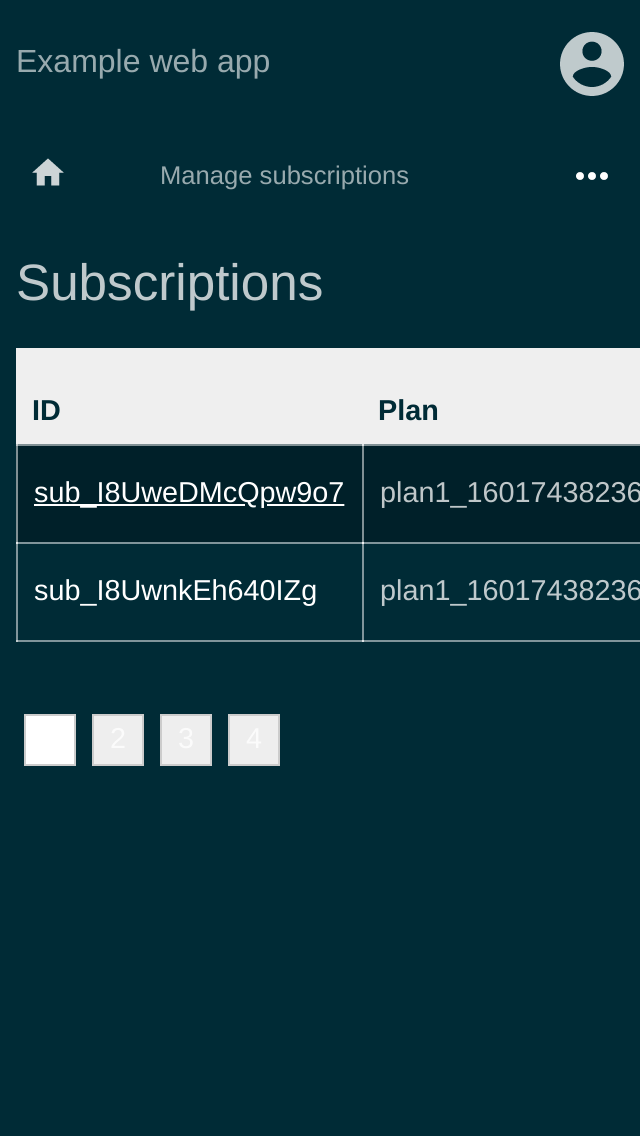 Example web app
Manage subscriptions
Subscriptions
ID Plan
sub_I8UweDMcQpw9o7 plan1_16017438236
sub_I8UwnkEh640IZg plan1_16017438236
2 3 4